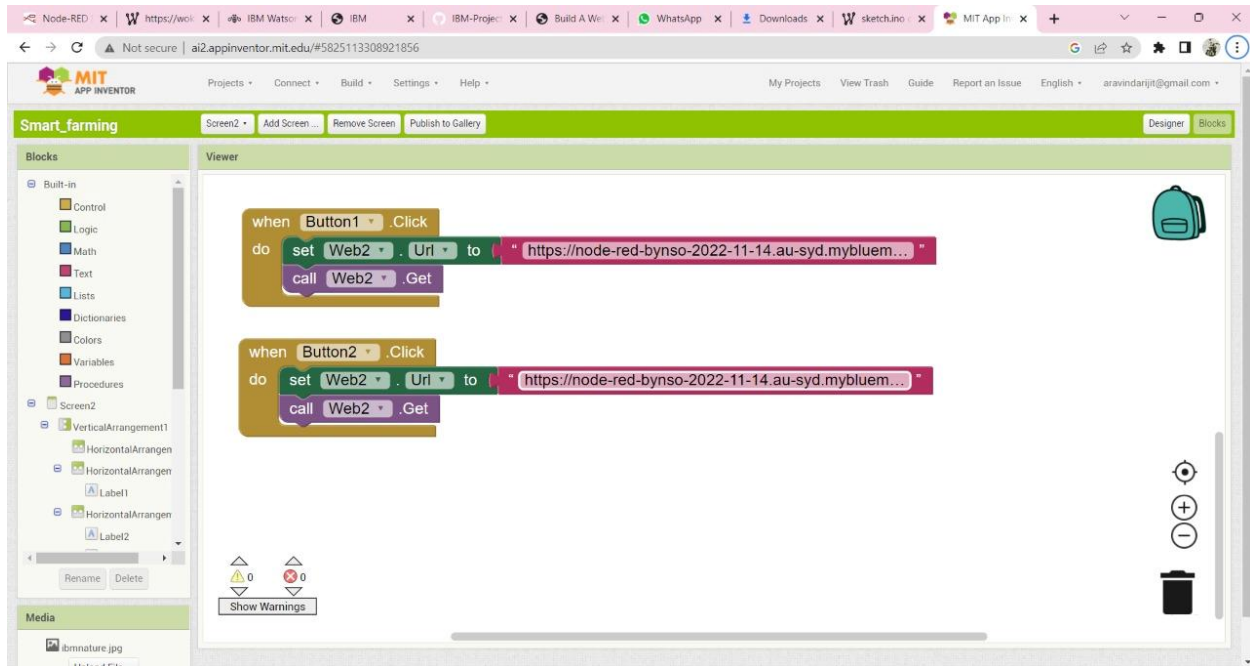 Node-RED
https://woi
IBM Watson
IBM
IBM-Project
Build A We
WhatsApp
Downloads
sketch.ino
MIT App In
Not secure
ai2.appinventor.mit.edu/#5825113308921856
MIT
APP INVENTOR
Projects
Connect
Build
Settings
Help
My Projects
View Trash
Guide
Report an Issue
English
aravindarijit@gmail.com
Smart_farming
Screen2
Add Screen ...
Remove Screen
Publish to Gallery
Designer
Blocks
Blocks
Viewer
Built-in
Control
Logic
Math
Text
Lists
Dictionaries
Colors
Variables
Procedures
Screen2
VerticalArrangement1
HorizontalArrangen
HorizontalArrangen
Label1
HorizontalArrangen
Label2
Rename
Delete
Media
ibmnature.jpg
when Button1 .Click
do set Web2 . Url to " https://node-red-bynso-2022-11-14.au-syd.mybluem… "
call Web2 .Get
when Button2 .Click
do set Web2 . Url to " https://node-red-bynso-2022-11-14.au-syd.mybluem… "
call Web2 .Get
0
0
Show Warnings